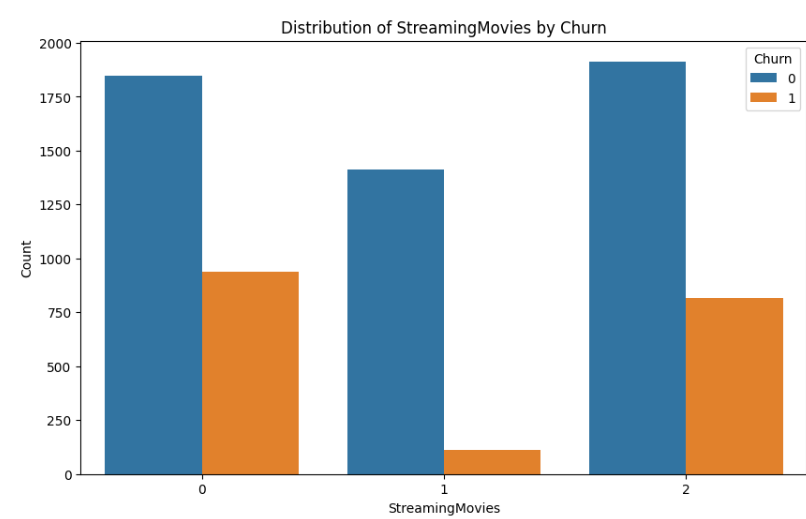 Distribution of StreamingMovies by Churn
2000
1750
1500
1250
1000
750
500
250
0
Count
Churn
0
1
0 1 2
StreamingMovies